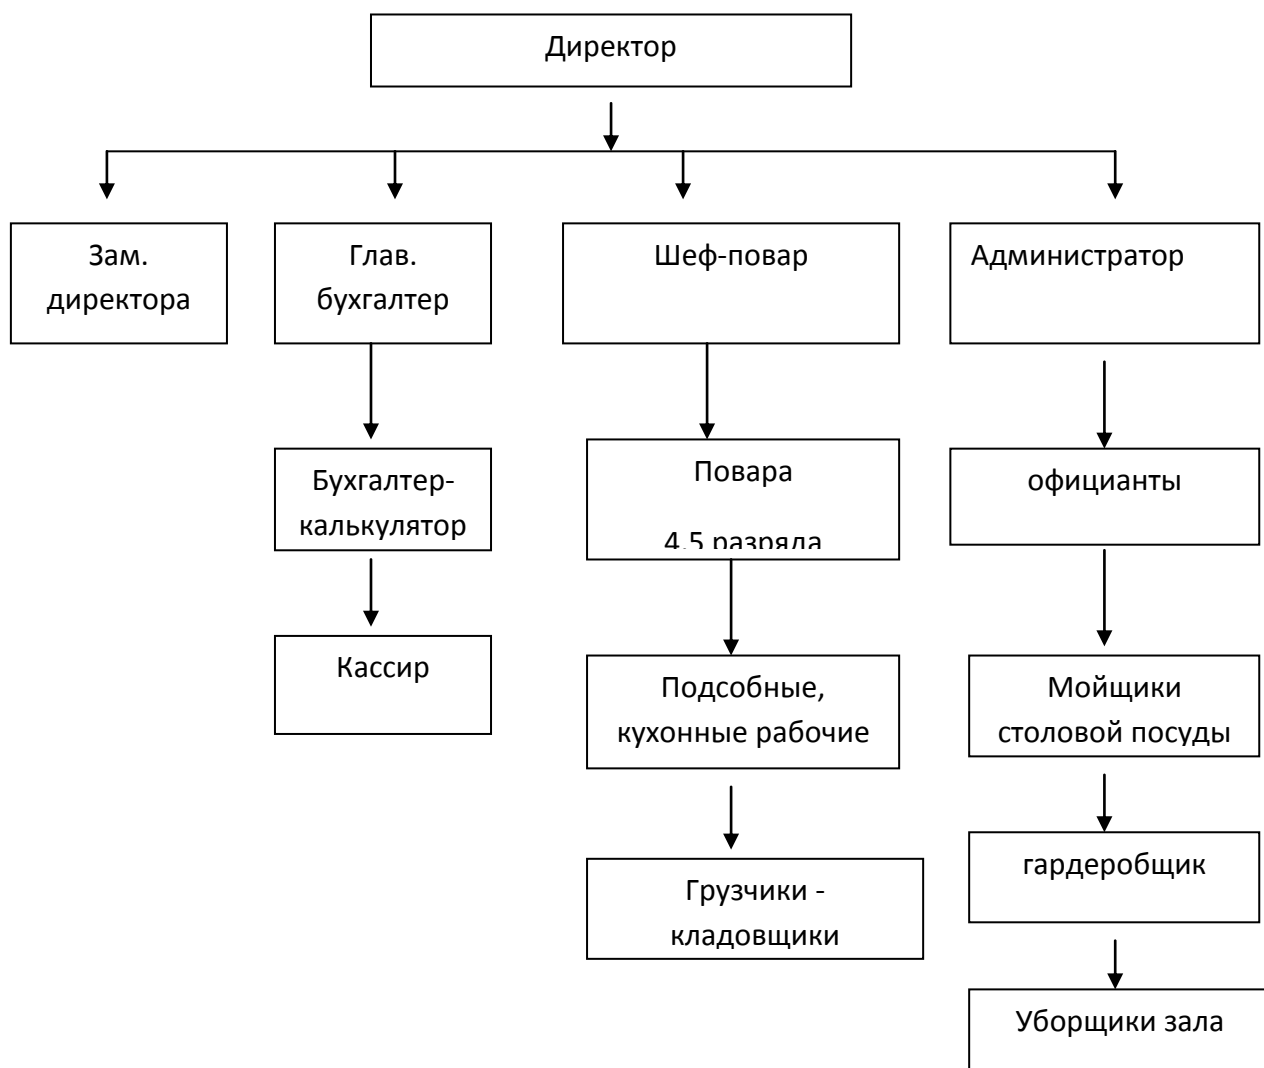 Директор
Зам.
директора
Глав.
бухгалтер
Шеф-повар
Администратор
Бухгалтер-
калькулятор
Повара
4.5 разряда
официанты
Кассир
Подсобные,
кухонные рабочие
Мойщики
столовой посуды
Грузчики -
кладовщики
гардеробщик
Уборщики зала